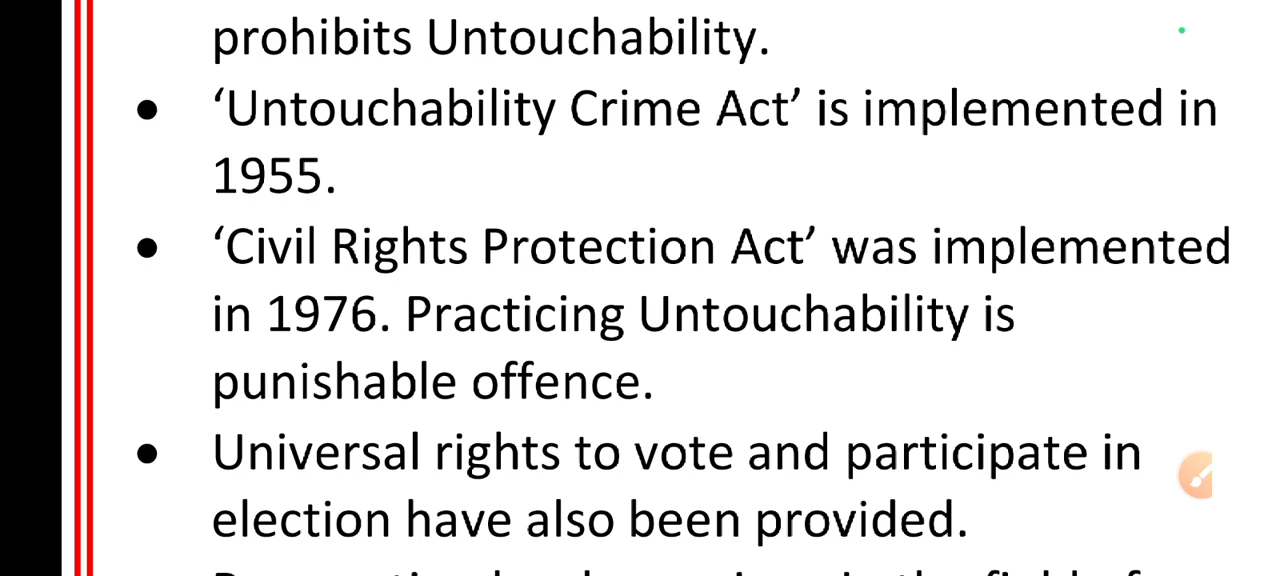 prohibits Untouchability.
• ‘Untouchability Crime Act’ is implemented in
1955.
• ‘Civil Rights Protection Act’ was implemented
in 1976. Practicing Untouchability is
punishable offence.
• Universal rights to vote and participate in
election have also been provided.